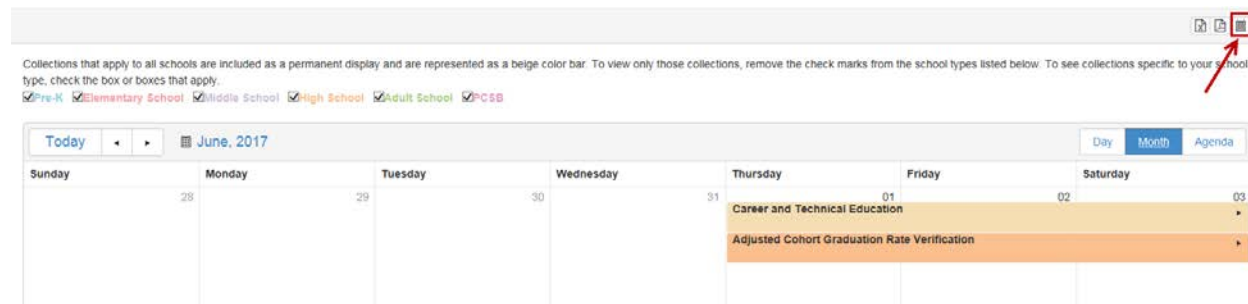 Collections that apply to all schools are included as a permanent display and are represented as a beige color bar. To view only those collections, remove the check marks from the school types listed below. To see collections specific to your school
type, check the box or boxes that apply.
Pre-K Elementary School Middle School High School Adult School PCSB
Today June, 2017 Day Month Agenda
Sunday Monday Tuesday Wednesday Thursday Friday Saturday
28 29 30 31 01 02 03
Career and Technical Education
Adjusted Cohort Graduation Rate Verification